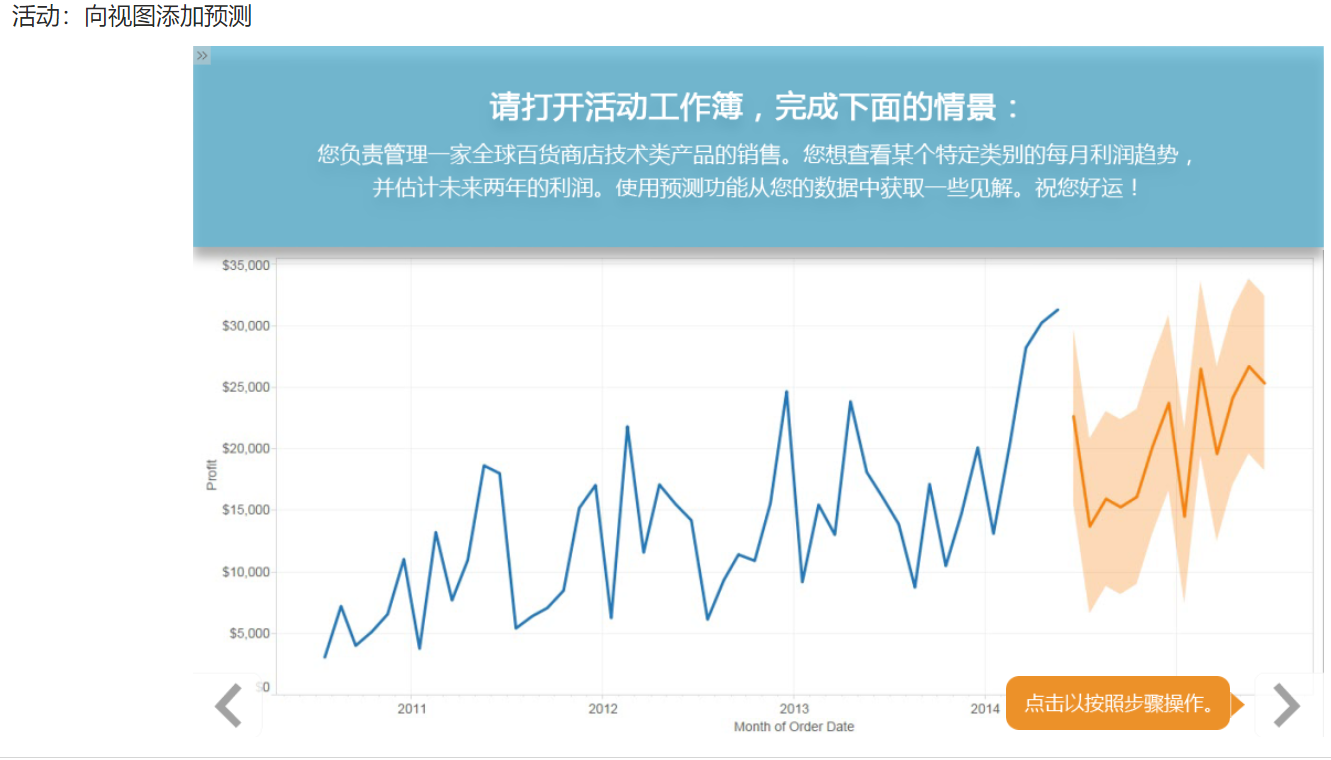 活动：向视图添加预测
»
请打开活动工作簿，完成下面的情景：
您负责管理一家全球百货商店技术类产品的销售。您想查看某个特定类别的每月利润趋势，
并估计未来两年的利润。使用预测功能从您的数据中获取一些见解。祝您好运！
$35,000
$30,000
$25,000
$20,000
$15,000
$10,000
$5,000
$0
Profit
2011
2012
2013
2014
Month of Order Date
点击以按照步骤操作。